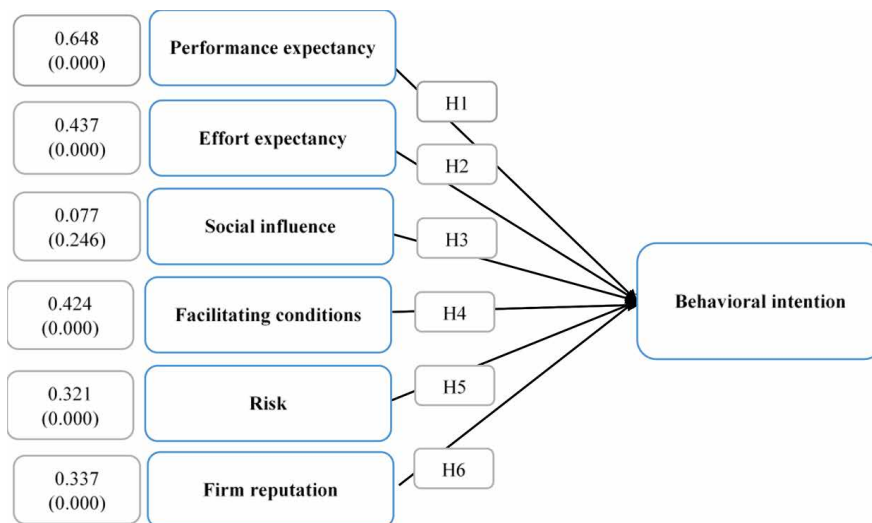 0.648
(0.000)
Performance expectancy
H1
0.437
(0.000)
Effort expectancy
H2
0.077
(0.246)
Social influence
H3
Behavioral intention
0.424
(0.000)
Facilitating conditions
H4
0.321
(0.000)
Risk
H5
0.337
(0.000)
Firm reputation
H6